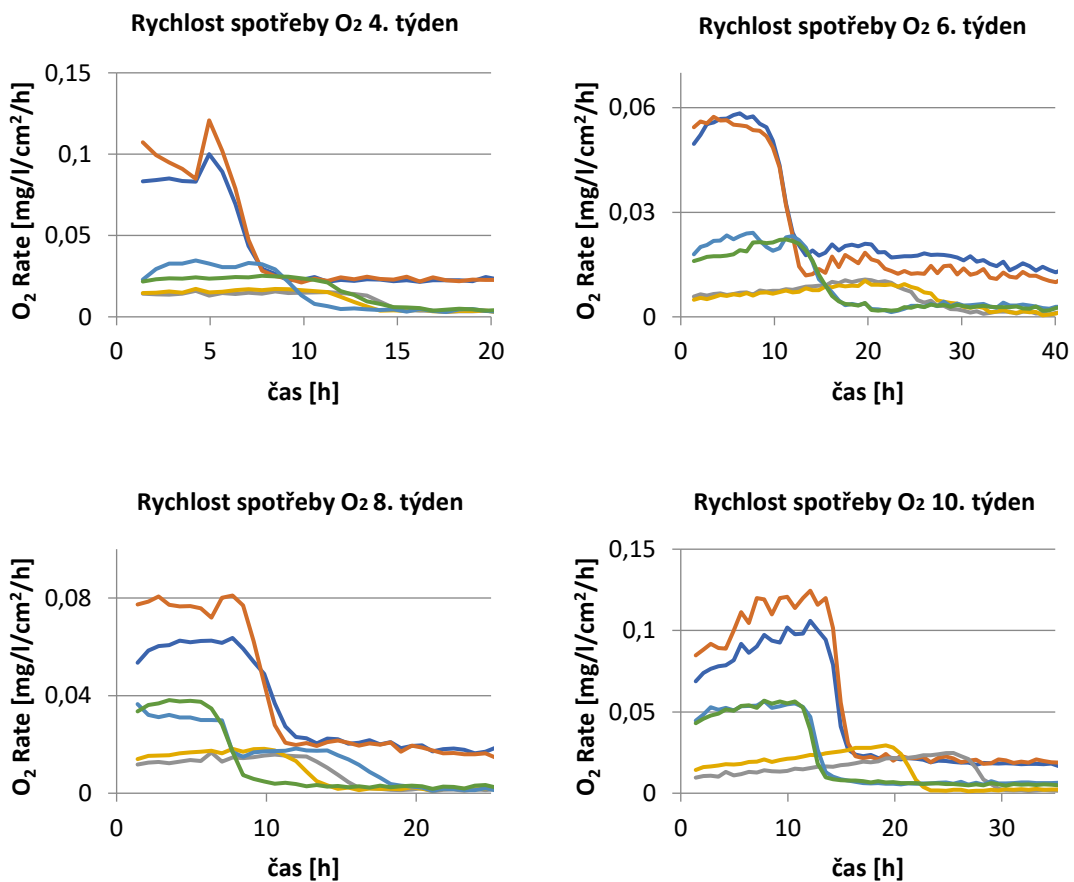 Rychlost spotřeby O₂ 4. týden
O₂ Rate [mg/l/cm²/h]
0,15
0,1
0,05
0
0 5 10 15 20
čas [h]
Rychlost spotřeby O₂ 6. týden
O₂ Rate [mg/l/cm²/h]
0,06
0,03
0
0 10 20 30 40
čas [h]
Rychlost spotřeby O₂ 8. týden
O₂ Rate [mg/l/cm²/h]
0,08
0,04
0
0 10 20
čas [h]
Rychlost spotřeby O₂ 10. týden
O₂ Rate [mg/l/cm²/h]
0,15
0,1
0,05
0
0 10 20 30
čas [h]